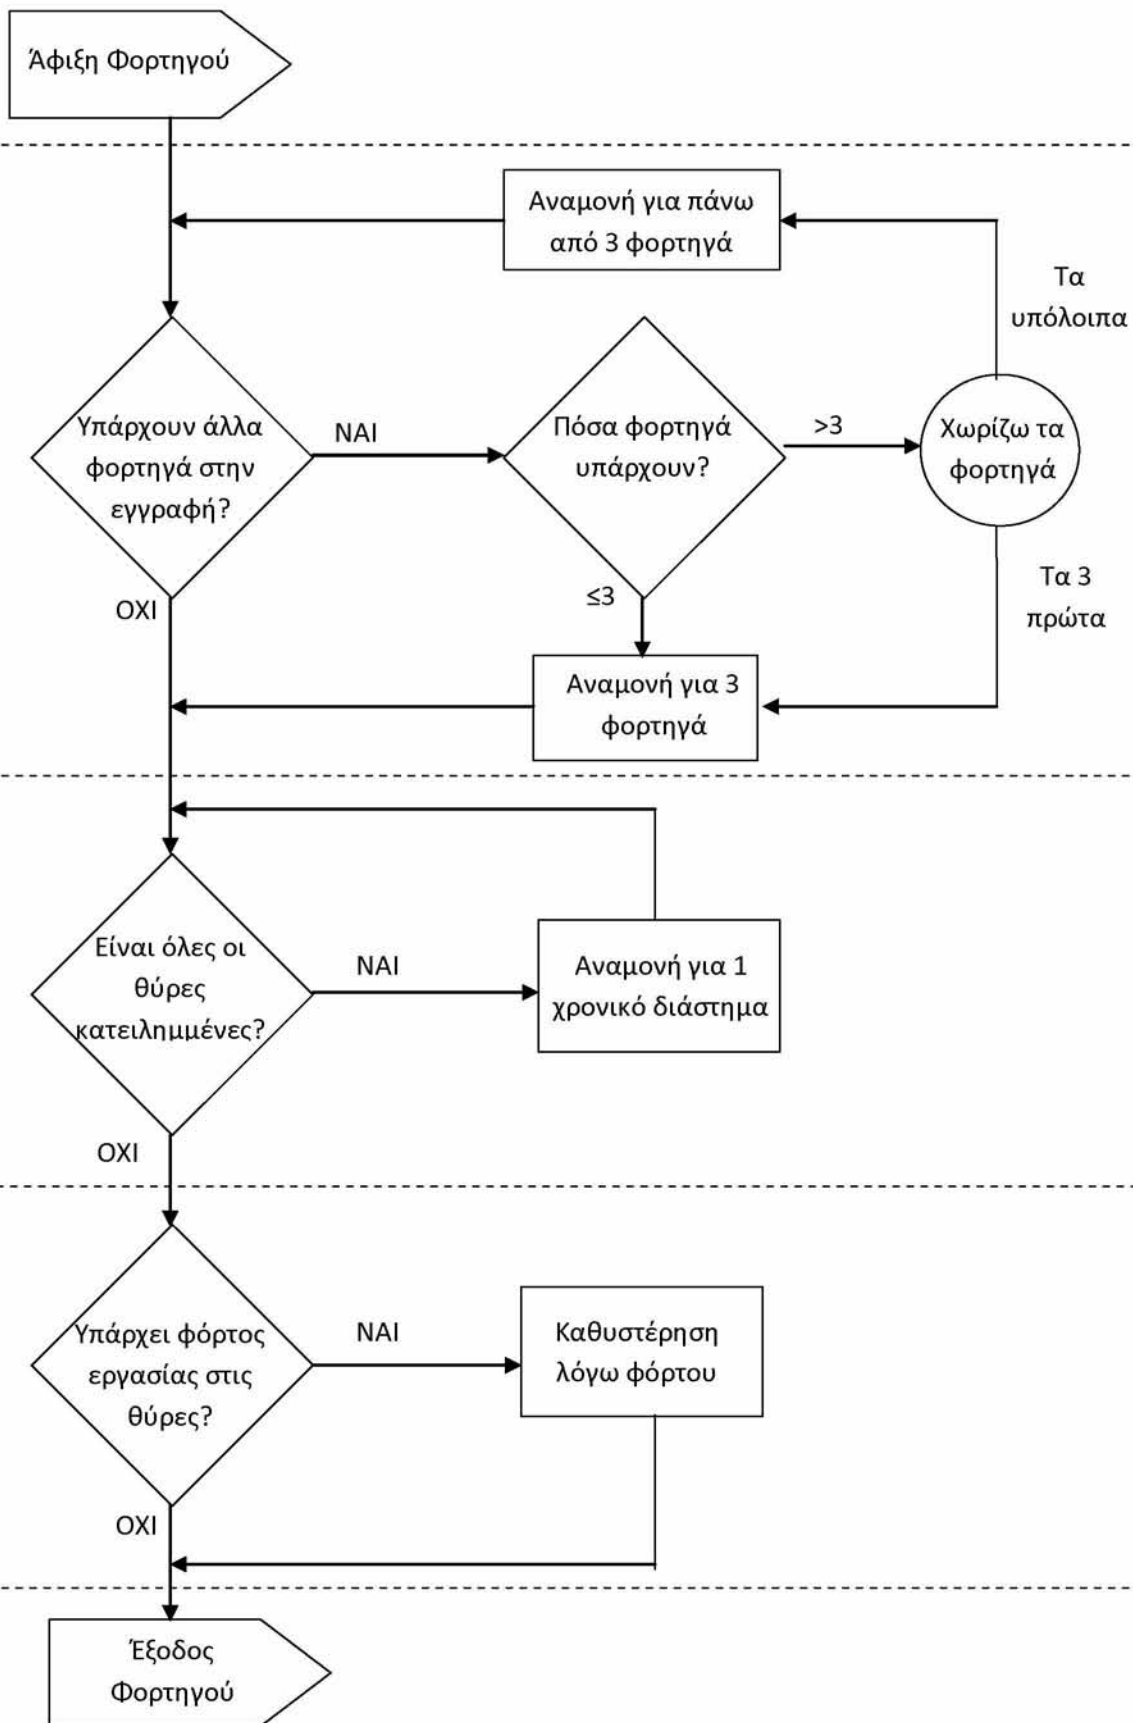 Άφιξη Φορτηγού
Αναμονή για πάνω
από 3 φορτηγά
Τα
υπόλοιπα
Υπάρχουν άλλα
φορτηγά στην
εγγραφή?
ΝΑΙ
Πόσα φορτηγά
υπάρχουν?
>3
Χωρίζω τα
φορτηγά
ΟΧΙ
≤3
Τα 3
πρώτα
Αναμονή για 3
φορτηγά
Είναι όλες οι
θύρες
κατειλημμένες?
ΝΑΙ
Αναμονή για 1
χρονικό διάστημα
ΟΧΙ
Υπάρχει φόρτος
εργασίας στις
θύρες?
ΝΑΙ
Καθυστέρηση
λόγω φόρτου
ΟΧΙ
Έξοδος
Φορτηγού